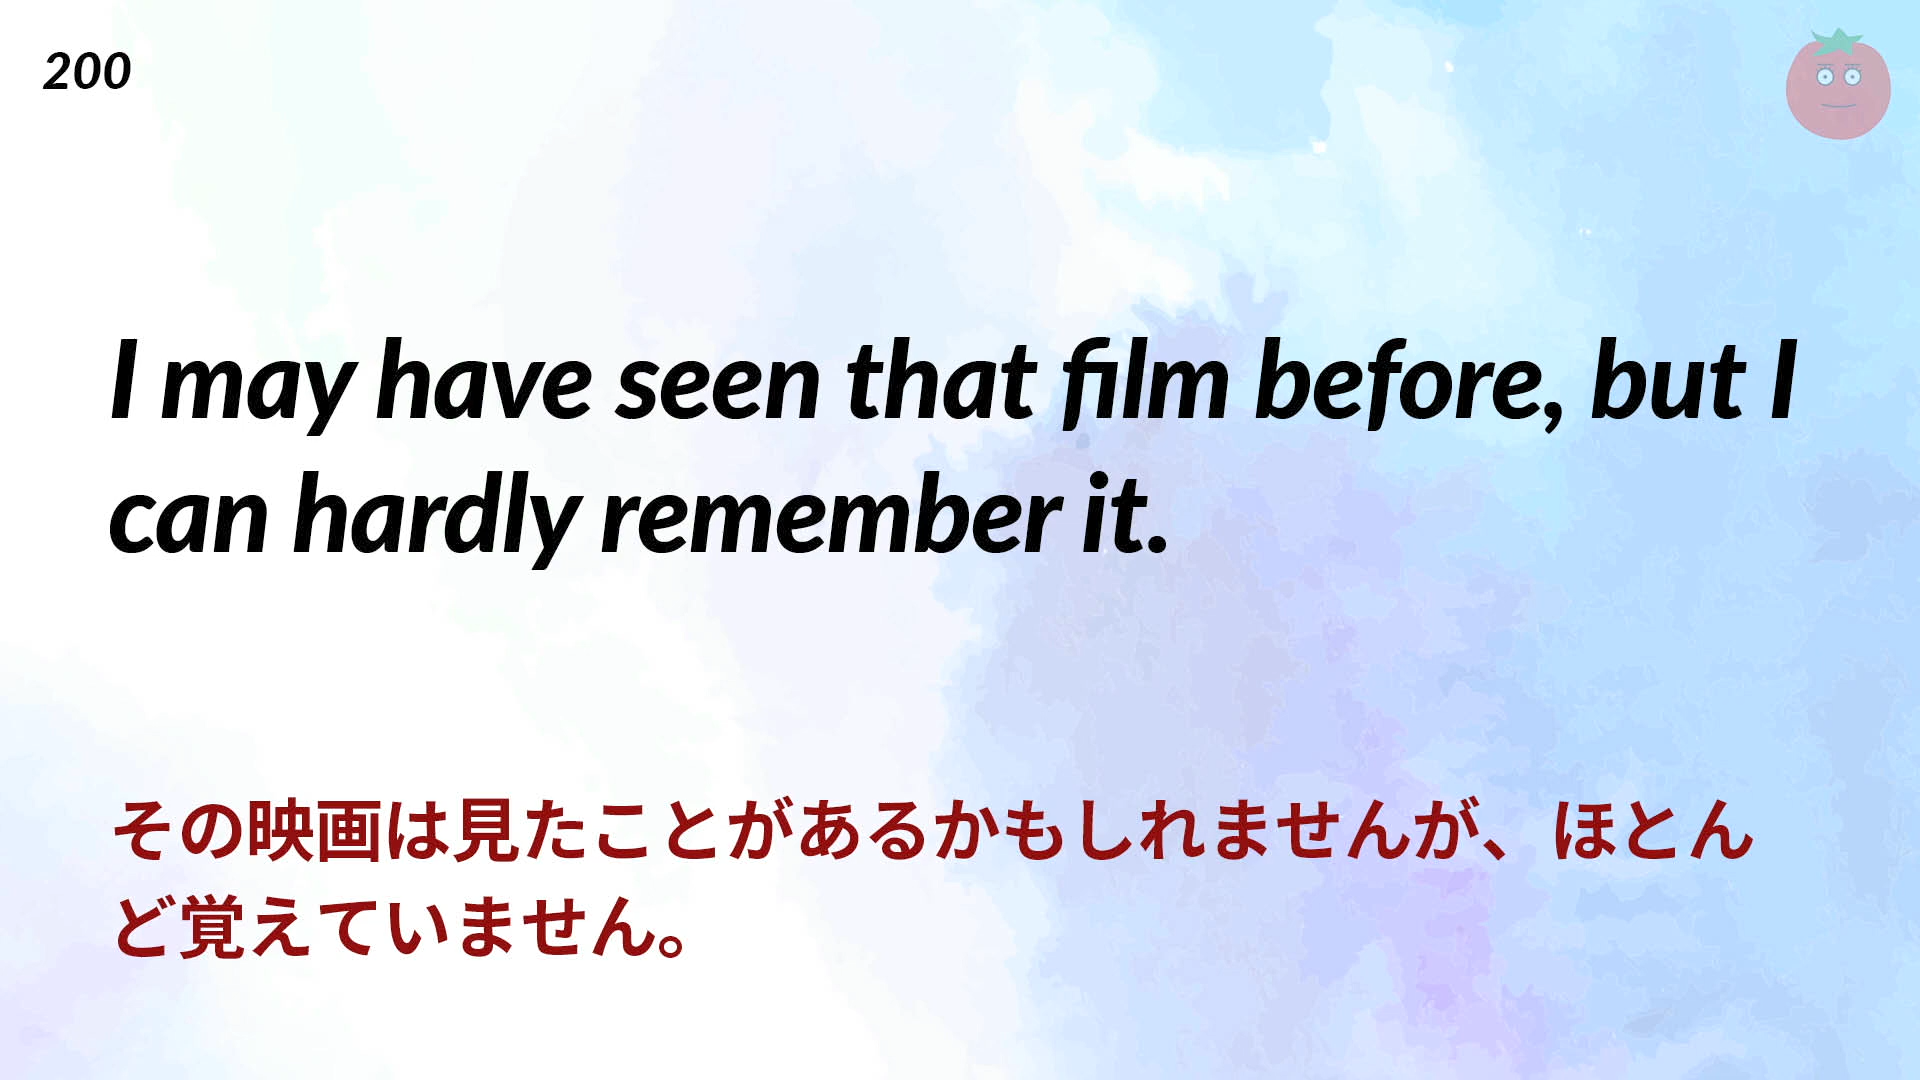 200
I may have seen that film before, but I
can hardly remember it.
その映画は見たことがあるかもしれませんが、ほとん
ど覚えていません。